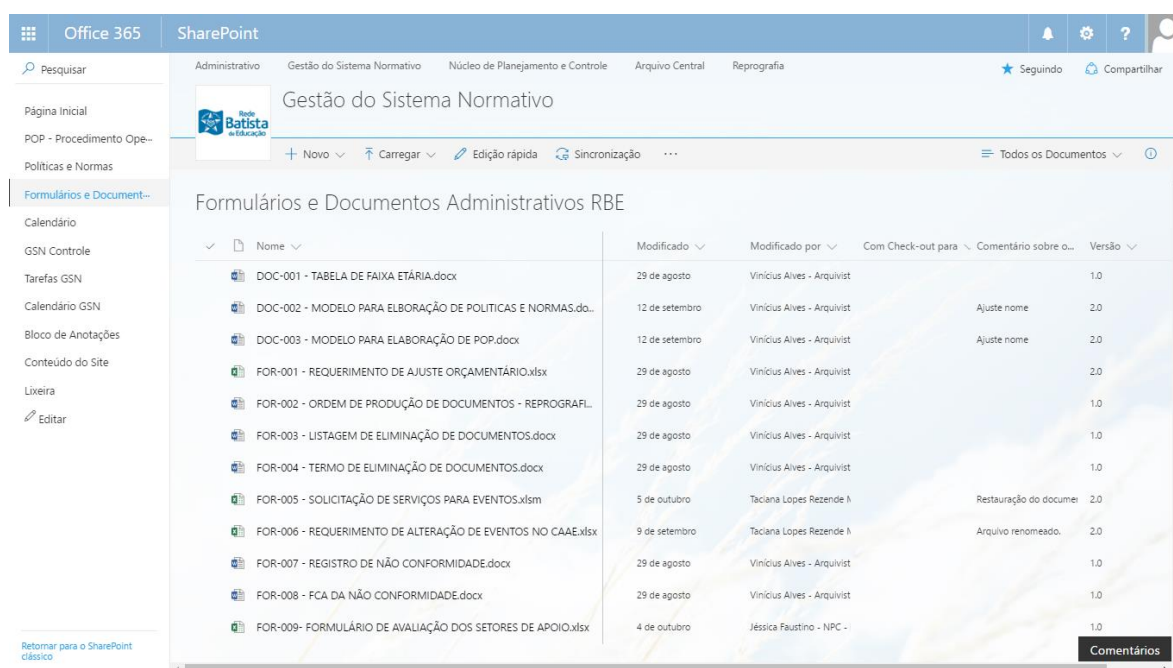 Office 365 SharePoint ?
Pesquisar
Administrativo Gestão do Sistema Normativo Núcleo de Planejamento e Controle Arquivo Central Reprografia
Seguindo Compartilhar
Rede Batista de Educação
Gestão do Sistema Normativo
Novo Carregar Edição rápida Sincronização ... Todos os Documentos
Página Inicial
POP - Procedimento Ope...
Políticas e Normas
Formulários e Document...
Calendário
GSN Controle
Tarefas GSN
Calendário GSN
Bloco de Anotações
Conteúdo do Site
Lixeira
Editar
Retornar para o SharePoint
clássico
Formulários e Documentos Administrativos RBE
Nome Modificado Modificado por Com Check-out para Comentário sobre o... Versão
DOC-001 - TABELA DE FAIXA ETÁRIA.docx 29 de agosto Vinícius Alves - Arquivist 1.0
DOC-002 - MODELO PARA ELBORAÇÃO DE POLITICAS E NORMAS.do... 12 de setembro Vinícius Alves - Arquivist Ajuste nome 2.0
DOC-003 - MODELO PARA ELABORAÇÃO DE POP.docx 12 de setembro Vinícius Alves - Arquivist Ajuste nome 2.0
FOR-001 - REQUERIMENTO DE AJUSTE ORÇAMENTÁRIO.xlsx 29 de agosto Vinícius Alves - Arquivist 2.0
FOR-002 - ORDEM DE PRODUÇÃO DE DOCUMENTOS - REPROGRAFI... 29 de agosto Vinícius Alves - Arquivist 1.0
FOR-003 - LISTAGEM DE ELIMINAÇÃO DE DOCUMENTOS.docx 29 de agosto Vinícius Alves - Arquivist 1.0
FOR-004 - TERMO DE ELIMINAÇÃO DE DOCUMENTOS.docx 29 de agosto Vinícius Alves - Arquivist 1.0
FOR-005 - SOLICITAÇÃO DE SERVIÇOS PARA EVENTOS.xlsm 5 de outubro Taciana Lopes Rezende M Restauração do documen 2.0
FOR-006 - REQUERIMENTO DE ALTERAÇÃO DE EVENTOS NO CAAE.xlsx 9 de setembro Taciana Lopes Rezende M Arquivo renomeado. 2.0
FOR-007 - REGISTRO DE NÃO CONFORMIDADE.docx 29 de agosto Vinícius Alves - Arquivist 1.0
FOR-008 - FCA DA NÃO CONFORMIDADE.docx 29 de agosto Vinícius Alves - Arquivist 1.0
FOR-009- FORMULÁRIO DE AVALIAÇÃO DOS SETORES DE APOIO.xlsx 4 de outubro Jéssica Faustino - NPC - 1.0
Comentários